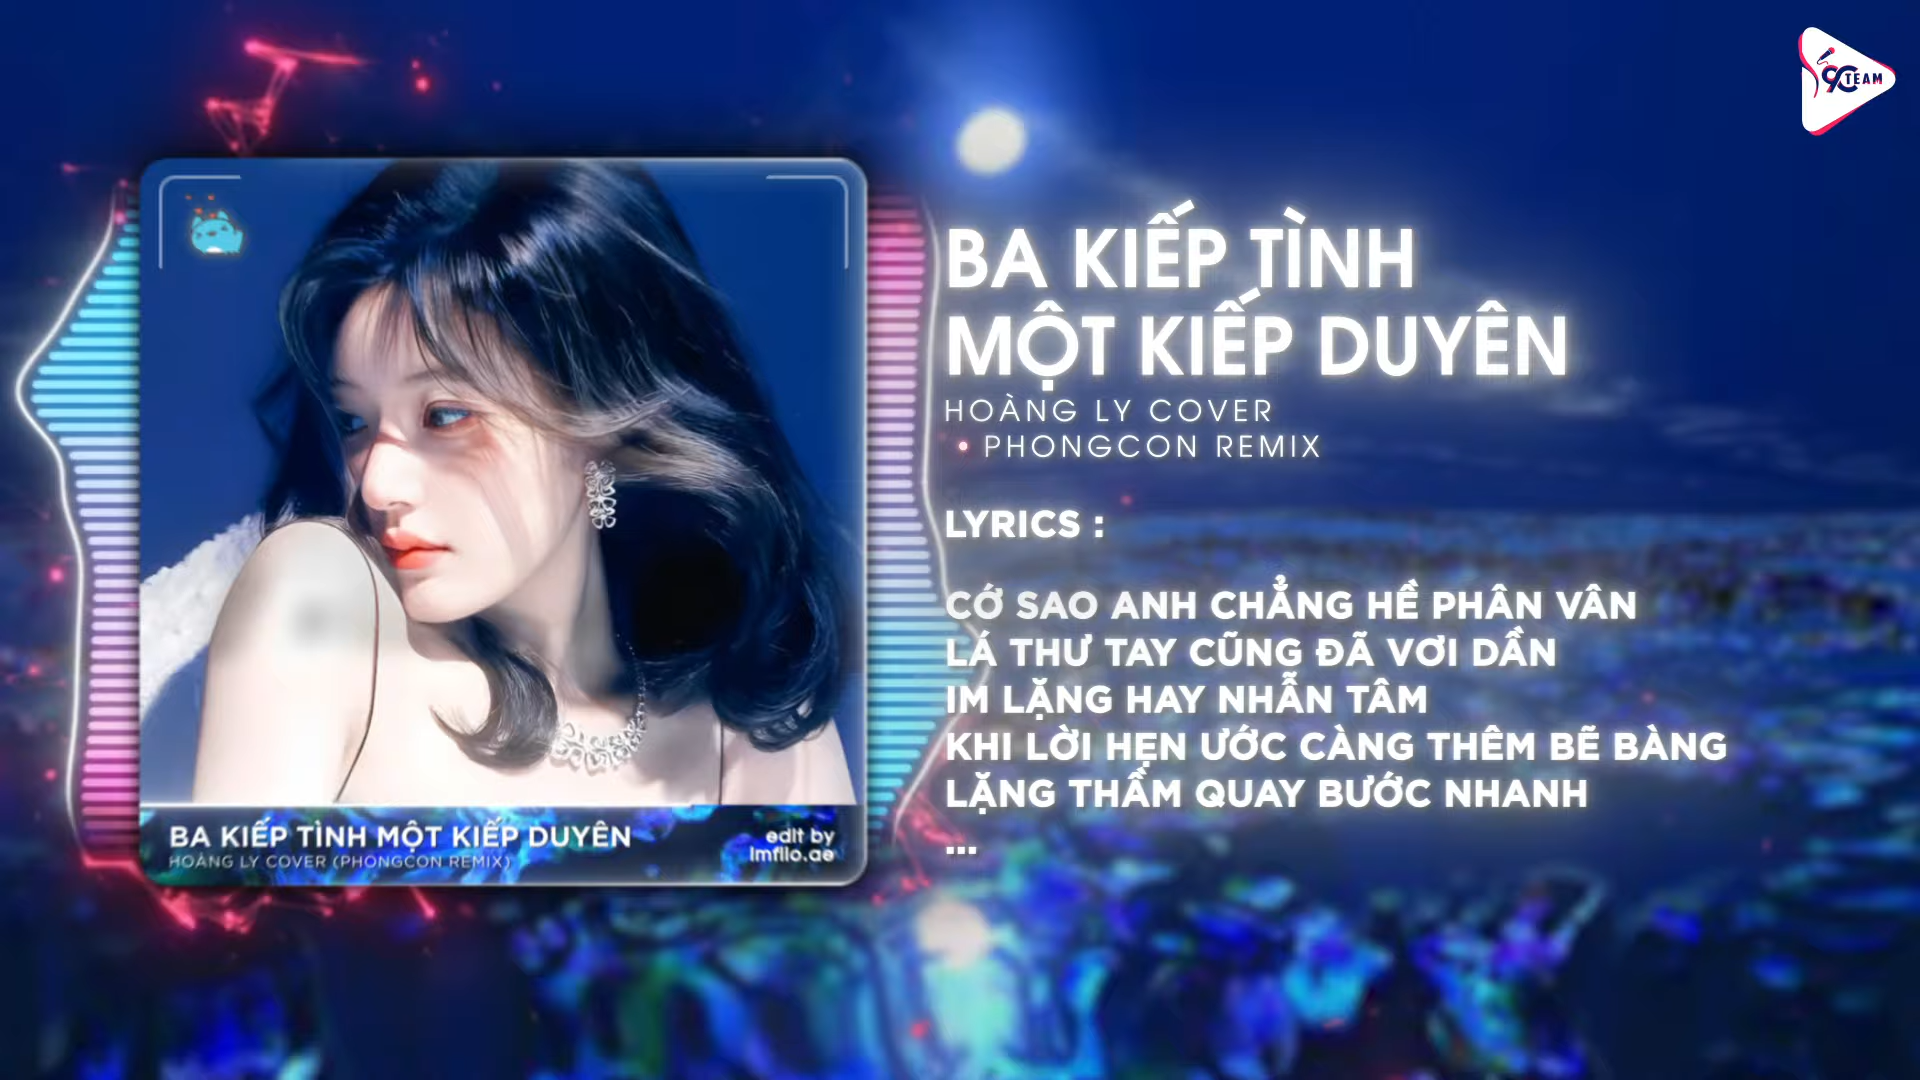 9C TEAM
BA KIẾP TÌNH
MỘT KIẾP DUYÊN
HOÀNG LY COVER
• PHONGCON REMIX
LYRICS :
CỚ SAO ANH CHẲNG HỀ PHÂN VÂN
LÁ THƯ TAY CŨNG ĐÃ VƠI DẦN
IM LẶNG HAY NHẪN TÂM
KHI LỜI HẸN ƯỚC CÀNG THÊM BẼ BÀNG
LẶNG THẦM QUAY BƯỚC NHANH
...
BA KIẾP TÌNH MỘT KIẾP DUYÊN
HOÀNG LY COVER (PHONGCON REMIX)
edit by
imfilo.ae